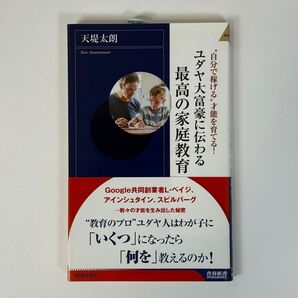 "自分で稼げる"才能を育てる!
ユダヤ大富豪に伝わる
最高の家庭教育
天堤太朗
Google共同創業者L・ペイジ、
アインシュタイン、スピルバーグ
―数々の才能を生み出した秘密
"教育のプロ"ユダヤ人はわが子に
「いくつ」になったら
「何を」教えるのか!
青春新書